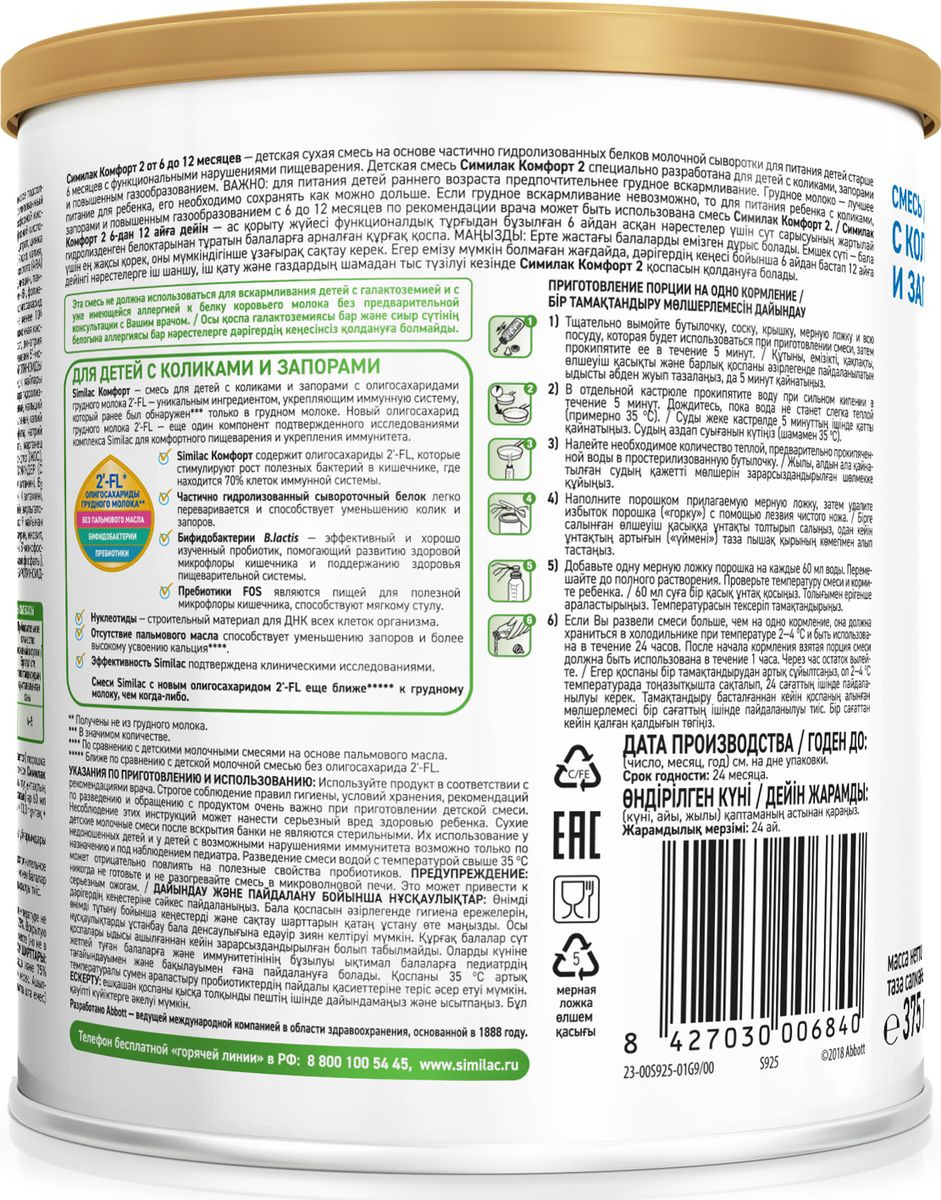 Симилак Комфорт 2 от 6 до 12 месяцев – детская сухая смесь на основе частично гидролизованных белков молочной сыворотки для питания детей старше
6 месяцев с функциональными нарушениями пищеварения. Детская смесь Симилак Комфорт 2 специально разработана для детей с коликами, запорами
и повышенным газообразованием. ВАЖНО: для питания детей раннего возраста предпочтительнее грудное вскармливание. Грудное молоко – лучшее
питание для ребенка, его необходимо сохранять как можно дольше. Если грудное вскармливание невозможно, то для питания ребенка с коликами,
запорами и повышенным газообразованием с 6 до 12 месяцев по рекомендации врача может быть использована смесь Симилак Комфорт 2. / Симилак
Комфорт 2 6-дан 12 айға дейін – ас қорыту жүйесі функционалдық тұрғыдан бұзылған 6 айдан асқан нәрестелер үшін сүт сарысуының жартылай
гидролизденген белоктарынан тұратын балаларға арналған құрғақ қоспа. МАҢЫЗДЫ: Ерте жастағы балаларды емізген дұрыс болады. Емшек сүті – бала
үшін ең жақсы қорек, оны мүмкіндігінше ұзағырақ сақтау керек. Егер емізу мүмкін болмаған жағдайда, дәрігердің кеңесі бойынша 6 айдан бастап 12 айға
дейінгі нәрестелерге іш шаншу, іш қату және газдардың шамадан тыс түзілуі кезінде Симилак Комфорт 2 қоспасын қолдануға болады.
Эта смесь не должна использоваться для вскармливания детей с галактоземией и с
уже имеющейся аллергией к белку коровьего молока без предварительной
консультации с Вашим врачом. / Осы қоспа галактоземиясы бар және сиыр сүтінің
белогына аллергиясы бар нәрестелерге дәрігердің кеңесінсіз қолдануға болмайды.
ДЛЯ ДЕТЕЙ С КОЛИКАМИ И ЗАПОРАМИ
Similac Комфорт – смесь для детей с коликами и запорами с олигосахаридами
грудного молока 2'-FL – уникальным ингредиентом, укрепляющим иммунную систему,
который ранее был обнаружен*** только в грудном молоке. Новый олигосахарид
грудного молока 2'-FL – еще один компонент подтвержденного исследованиями
комплекса Similac для комфортного пищеварения и укрепления иммунитета.
2'-FL*
ОЛИГОСАХАРИДЫ
ГРУДНОГО МОЛОКА**
БЕЗ ПАЛЬМОВОГО МАСЛА
БИФИДОБАКТЕРИИ
ПРЕБИОТИКИ
Similac Комфорт содержит олигосахариды 2'-FL, которые
стимулируют рост полезных бактерий в кишечнике, где
находится 70% клеток иммунной системы.
Частично гидролизованный сывороточный белок легко
переваривается и способствует уменьшению колик и
запоров.
Бифидобактерии B.lactis – эффективный и хорошо
изученный пробиотик, помогающий развитию здоровой
микрофлоры кишечника и поддержанию здоровья
пищеварительной системы.
Пребиотики FOS являются пищей для полезной
микрофлоры кишечника, способствуют мягкому стулу.
Нуклеотиды – строительный материал для ДНК всех клеток организма.
Отсутствие пальмового масла способствует уменьшению запоров и более
высокому усвоению кальция****.
Эффективность Similac подтверждена клиническими исследованиями.
Смеси Similac с новым олигосахаридом 2'-FL еще ближе***** к грудному
молоку, чем когда-либо.
** Получены не из грудного молока.
*** В значимом количестве.
**** По сравнению с детскими молочными смесями на основе пальмового масла.
***** Ближе по сравнению с детской молочной смесью без олигосахарида 2'-FL.
УКАЗАНИЯ ПО ПРИГОТОВЛЕНИЮ И ИСПОЛЬЗОВАНИЮ: Используйте продукт в соответствии с
рекомендациями врача. Строгое соблюдение правил гигиены, условий хранения, рекомендаций
по разведению и обращению с продуктом очень важно при приготовлении детской смеси.
Несоблюдение этих инструкций может нанести серьезный вред здоровью ребенка. Сухие
детские молочные смеси после вскрытия банки не являются стерильными. Их использование у
недоношенных детей и у детей с возможными нарушениями иммунитета возможно только по
назначению и под наблюдением педиатра. Разведение смеси водой с температурой свыше 35 °C
может отрицательно повлиять на полезные свойства пробиотиков. ПРЕДУПРЕЖДЕНИЕ:
никогда не готовьте и не разогревайте смесь в микроволновой печи. Это может привести к
серьезным ожогам. / ДАЙЫНДАУ ЖӘНЕ ПАЙДАЛАНУ БОЙЫНША НҰСҚАУЛЫҚТАР: Өнімді
дәрігердің кеңестеріне сәйкес пайдаланыңыз. Бала қоспасын әзірлегенде гигиена ережелерін,
өнімді тұтыну бойынша кеңестерді және сақтау шарттарын қатаң ұстану өте маңызды. Осы
нұсқаулықтарды ұстанбау бала денсаулығына едәуір зиян келтіруі мүмкін. Құрғақ балалар сүт
қоспалары ыдысы ашылғаннан кейін зарарсыздандырылған болып табылмайды. Оларды күніне
жетпей туған балаларға және иммунитетінің бұзылуы ықтимал балаларға педиатрдің
тағайындауымен және бақылауымен ғана пайдалануға болады. Қоспаны 35 °C артық
температуралы сумен араластыру пробиотиктердің пайдалы қасиеттеріне теріс әсер етуі мүмкін.
ЕСКЕРТУ: ешқашан қоспаны қысқа толқынды пештің ішінде дайындамаңыз және ысытпаңыз. Бұл
қауіпті күйіктерге әкелуі мүмкін.
Разработано Abbott – ведущей международной компанией в области здравоохранения, основанной в 1888 году.
Телефон бесплатной «горячей линии» в РФ: 8 800 100 54 45, www.similac.ru
ПРИГОТОВЛЕНИЕ ПОРЦИИ НА ОДНО КОРМЛЕНИЕ /
БІР ТАМАҚТАНДЫРУ МӨЛШЕРЛЕМЕСІН ДАЙЫНДАУ
1) Тщательно вымойте бутылочку, соску, крышку, мерную ложку и всю
посуду, которая будет использоваться при приготовлении смеси, затем
прокипятите ее в течение 5 минут. / Құтыны, емізікті, қақпақты,
өлшеуіш қасықты және барлық қоспаны әзірлегенде пайдаланылатын
ыдысты әбден жуып тазалаңыз, да 5 минут қайнатыңыз.
2) В отдельной кастрюле прокипятите воду при сильном кипении в
течение 5 минут. Дождитесь, пока вода не станет слегка теплой
(примерно 35 °C). / Суды жеке кастрөлде 5 минуттың ішінде қатты
қайнатыңыз. Судың аздап суығанын күтіңіз (шамамен 35 °C).
3) Налейте необходимое количество теплой, предварительно прокипячен-
ной воды в простерилизованную бутылочку. / Жылы, алдын ала қайна-
тылған судың қажетті мөлшерін зарарсыздандырылған шөлмекке
құйыңыз.
4) Наполните порошком прилагаемую мерную ложку, затем удалите
избыток порошка («горку») с помощью лезвия чистого ножа. / Бірге
салынған өлшеуіш қасыққа ұнтақты толтырып салыңыз, одан кейін
ұнтақтың артығын («үймені») таза пышақ қырының көмегімен алып
тастаңыз.
5) Добавьте одну мерную ложку порошка на каждые 60 мл воды. Переме-
шайте до полного растворения. Проверьте температуру смеси и корми-
те ребенка. / 60 мл суға бір қасық ұнтақ қосыңыз. Толығымен ерігенше
араластырыңыз. Температурасын тексеріп тамақтандырыңыз.
6) Если Вы развели смеси больше, чем на одно кормление, она должна
храниться в холодильнике при температуре 2–4 °C и быть использова-
на в течение 24 часов. После начала кормления взятая порция смеси
должна быть использована в течение 1 часа. Через час остаток вылей-
те. / Егер қоспаны бір тамақтандырудан артық сұйылтсаңыз, ол 2–4 °C
температурада тоңазытқышта сақталып, 24 сағаттың ішінде пайдала-
нылуы керек. Тамақтандыру басталғаннан кейін қоспаның алынған
мөлшерлемесі бір сағаттың ішінде пайдаланылуы тиіс. Бір сағаттан
кейін қалған қалдығын төгіңіз.
1
2
3
4
5
6
ДАТА ПРОИЗВОДСТВА / ГОДЕН ДО:
(число, месяц, год) см. на дне упаковки.
Срок годности: 24 месяца.
ӨНДІРІЛГЕН КҮНІ / ДЕЙІН ЖАРАМДЫ:
(күні, айы, жылы) қаптаманың астынан қараңыз.
Жарамдылық мерзімі: 24 ай.
C/FE
EAC
5
мерная
ложка
өлшем
қасығы
8 427030 006840
23-00S925-01G9/00
S925
©2018 Abbott
СМЕСЬ
С КОЛ
И ЗАП
масса нетто
таза салмақ
℮ 375 г